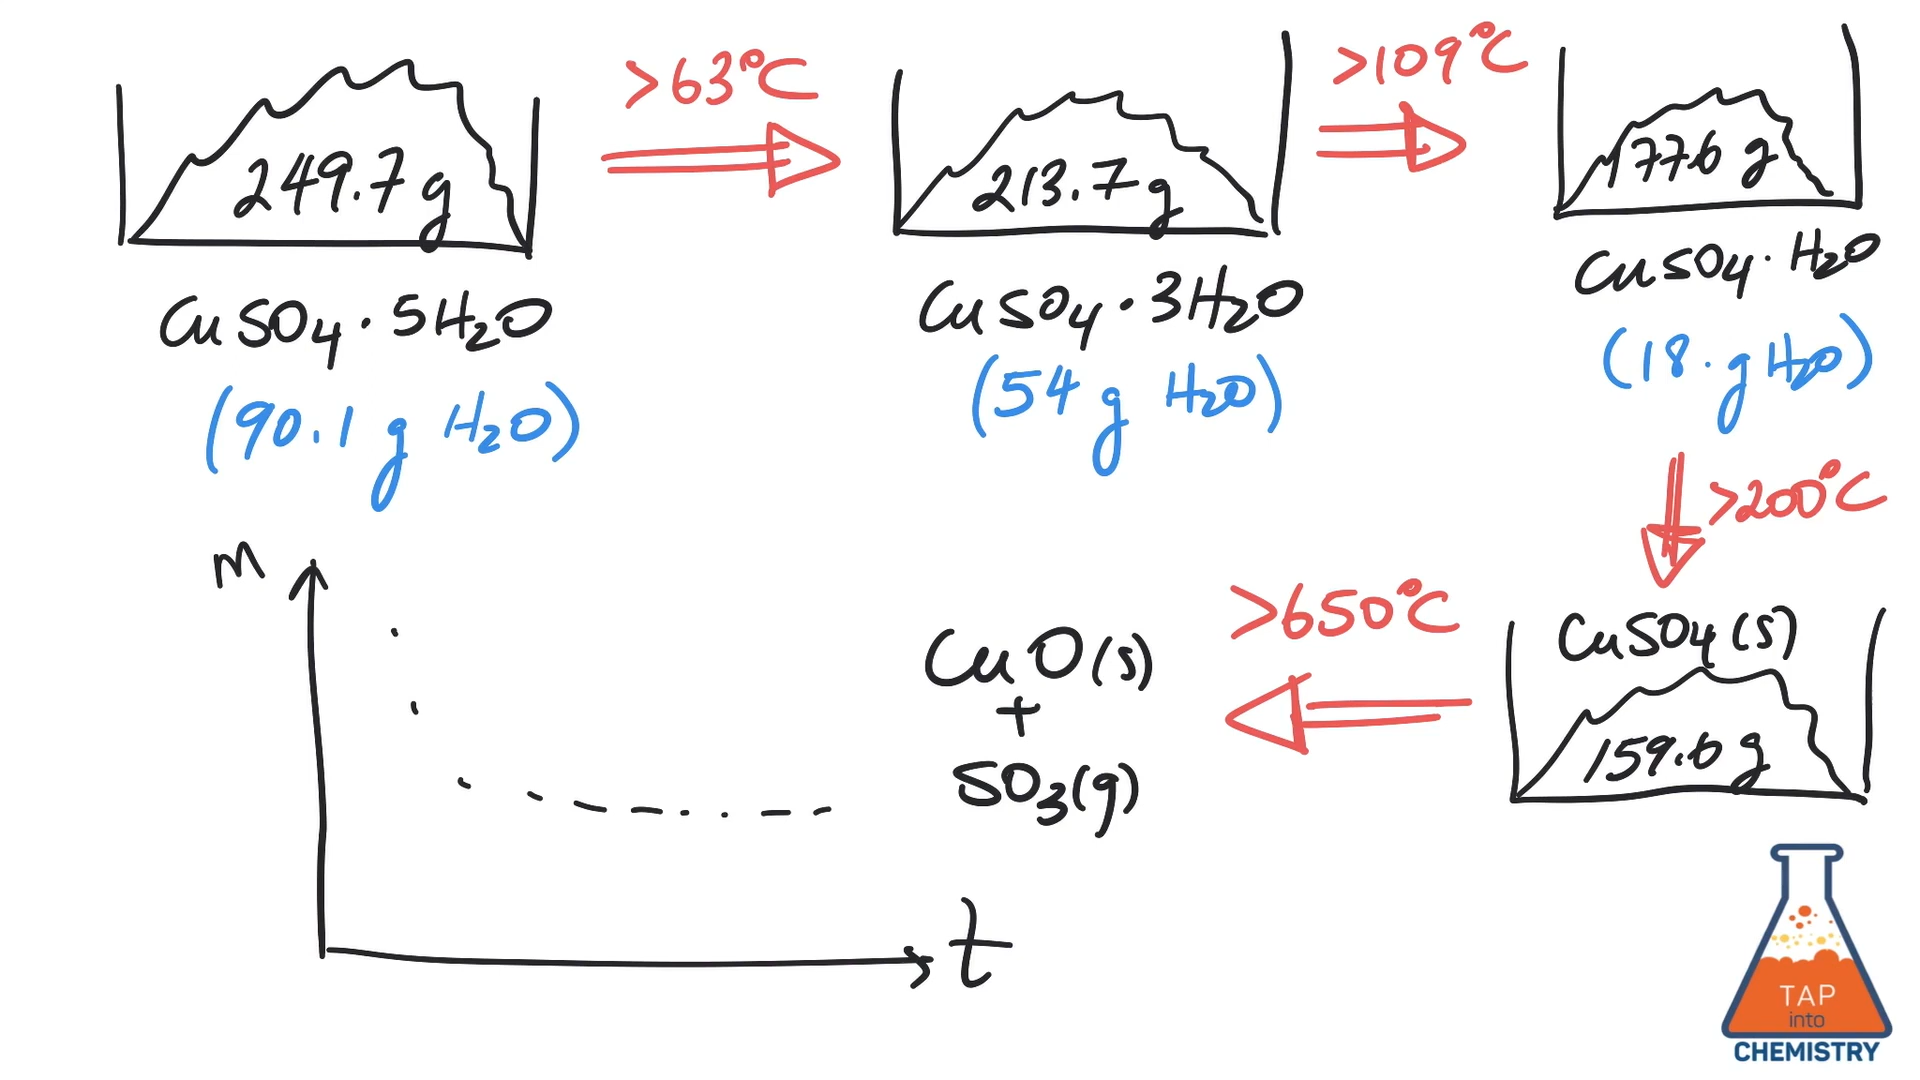 249.7 g
CuSO4 · 5H2O
(90.1 g H2O)
>63°C
213.7 g
CuSO4 · 3H2O
(54 g H2O)
>109°C
177.6 g
CuSO4 · H2O
(18. g H2O)
>200°C
CuSO4 (s)
159.6 g
>650°C
CuO(s)
+
SO3(g)
m
t
TAP
into
CHEMISTRY